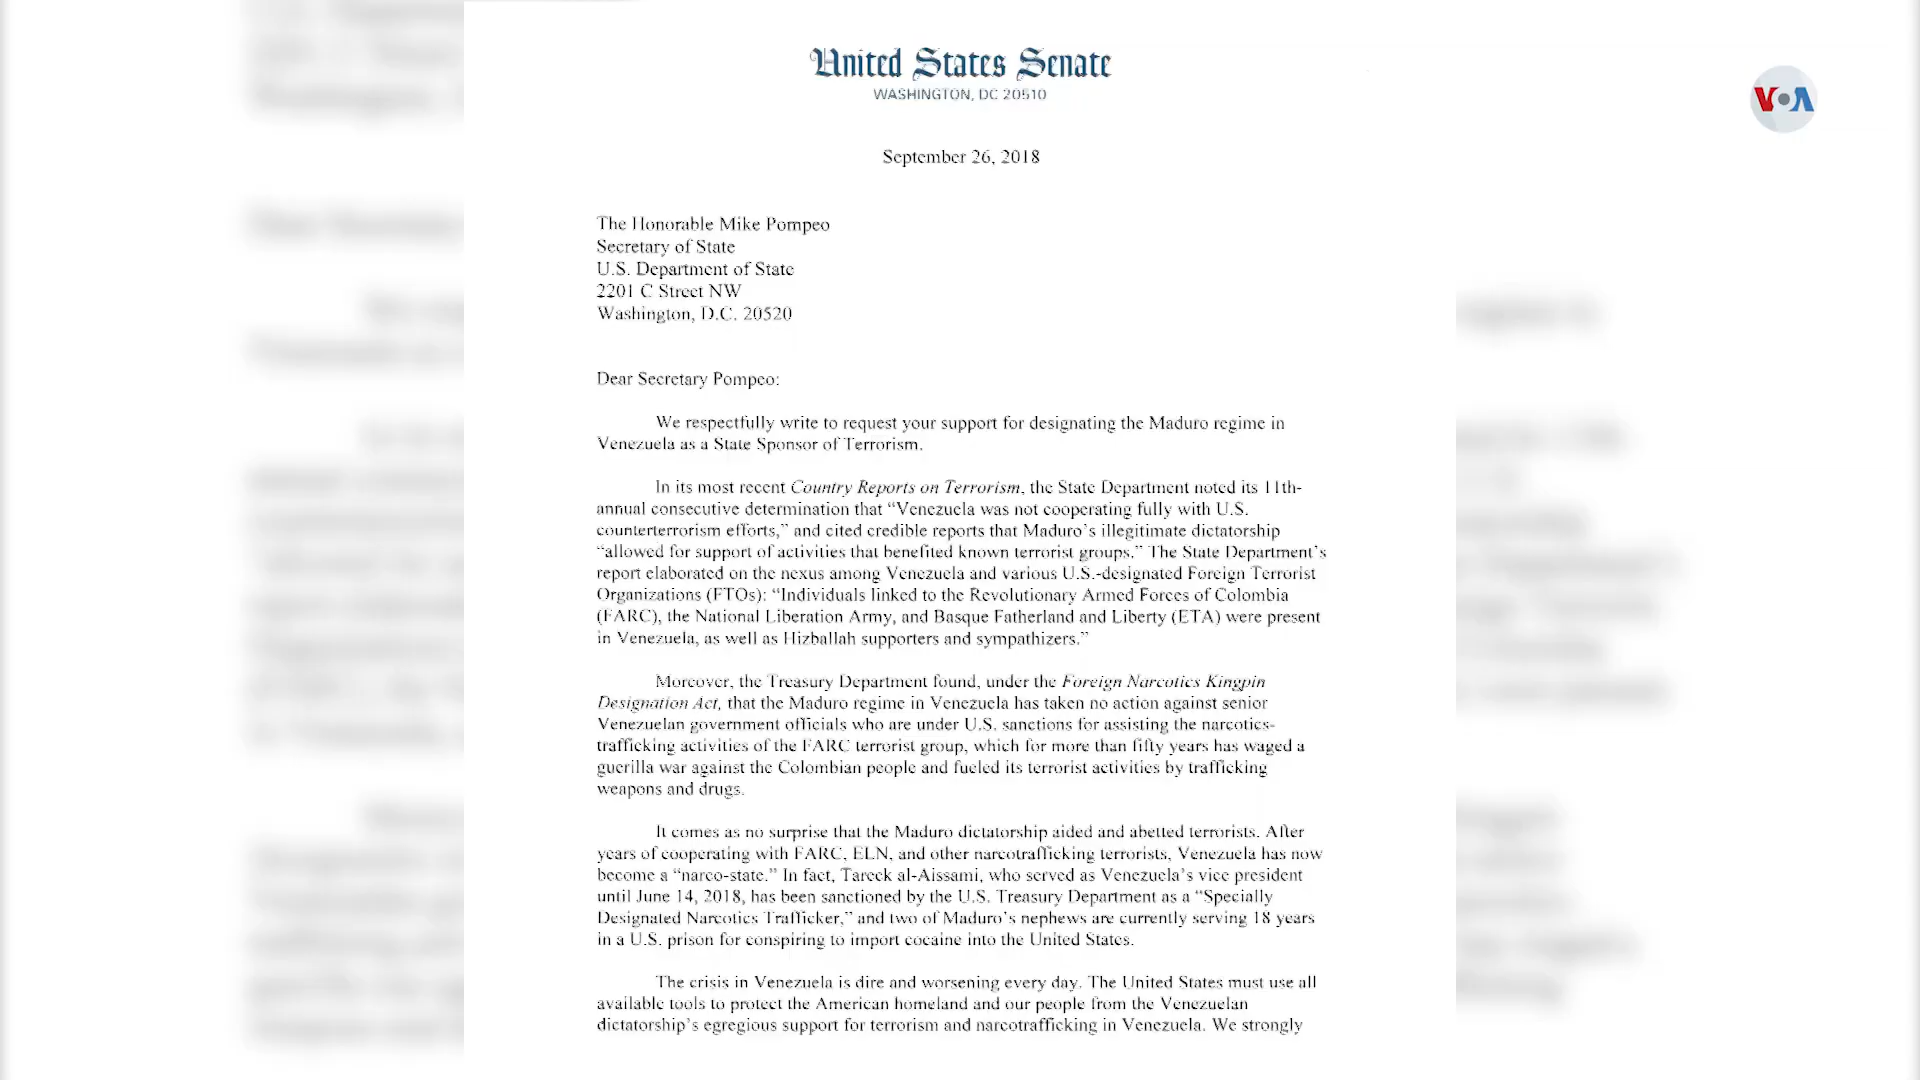 United States Senate
WASHINGTON, DC 20510
VOA
September 26, 2018
The Honorable Mike Pompeo
Secretary of State
U.S. Department of State
2201 C Street NW
Washington, D.C. 20520
Dear Secretary Pompeo:
We respectfully write to request your support for designating the Maduro regime in
Venezuela as a State Sponsor of Terrorism.
In its most recent Country Reports on Terrorism, the State Department noted its 11th-
annual consecutive determination that “Venezuela was not cooperating fully with U.S.
counterterrorism efforts,” and cited credible reports that Maduro’s illegitimate dictatorship
“allowed for support of activities that benefited known terrorist groups.” The State Department’s
report elaborated on the nexus among Venezuela and various U.S.-designated Foreign Terrorist
Organizations (FTOs): “Individuals linked to the Revolutionary Armed Forces of Colombia
(FARC), the National Liberation Army, and Basque Fatherland and Liberty (ETA) were present
in Venezuela, as well as Hizballah supporters and sympathizers.”
Moreover, the Treasury Department found, under the Foreign Narcotics Kingpin
Designation Act, that the Maduro regime in Venezuela has taken no action against senior
Venezuelan government officials who are under U.S. sanctions for assisting the narcotics-
trafficking activities of the FARC terrorist group, which for more than fifty years has waged a
guerilla war against the Colombian people and fueled its terrorist activities by trafficking
weapons and drugs.
It comes as no surprise that the Maduro dictatorship aided and abetted terrorists. After
years of cooperating with FARC, ELN, and other narcotrafficking terrorists, Venezuela has now
become a “narco-state.” In fact, Tareck al-Aissami, who served as Venezuela’s vice president
until June 14, 2018, has been sanctioned by the U.S. Treasury Department as a “Specially
Designated Narcotics Trafficker,” and two of Maduro’s nephews are currently serving 18 years
in a U.S. prison for conspiring to import cocaine into the United States.
The crisis in Venezuela is dire and worsening every day. The United States must use all
available tools to protect the American homeland and our people from the Venezuelan
dictatorship’s egregious support for terrorism and narcotrafficking in Venezuela. We strongly